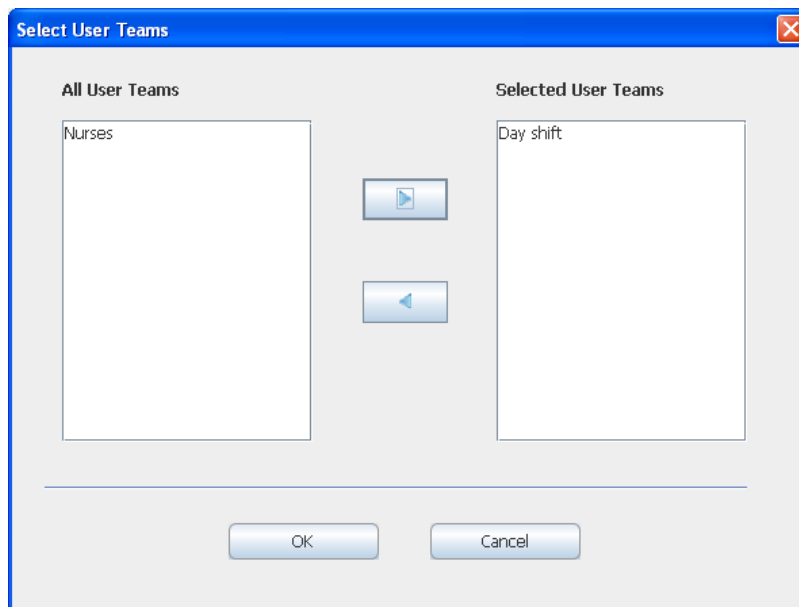 Select User Teams
All User Teams
Selected User Teams
Nurses
Day shift
OK
Cancel